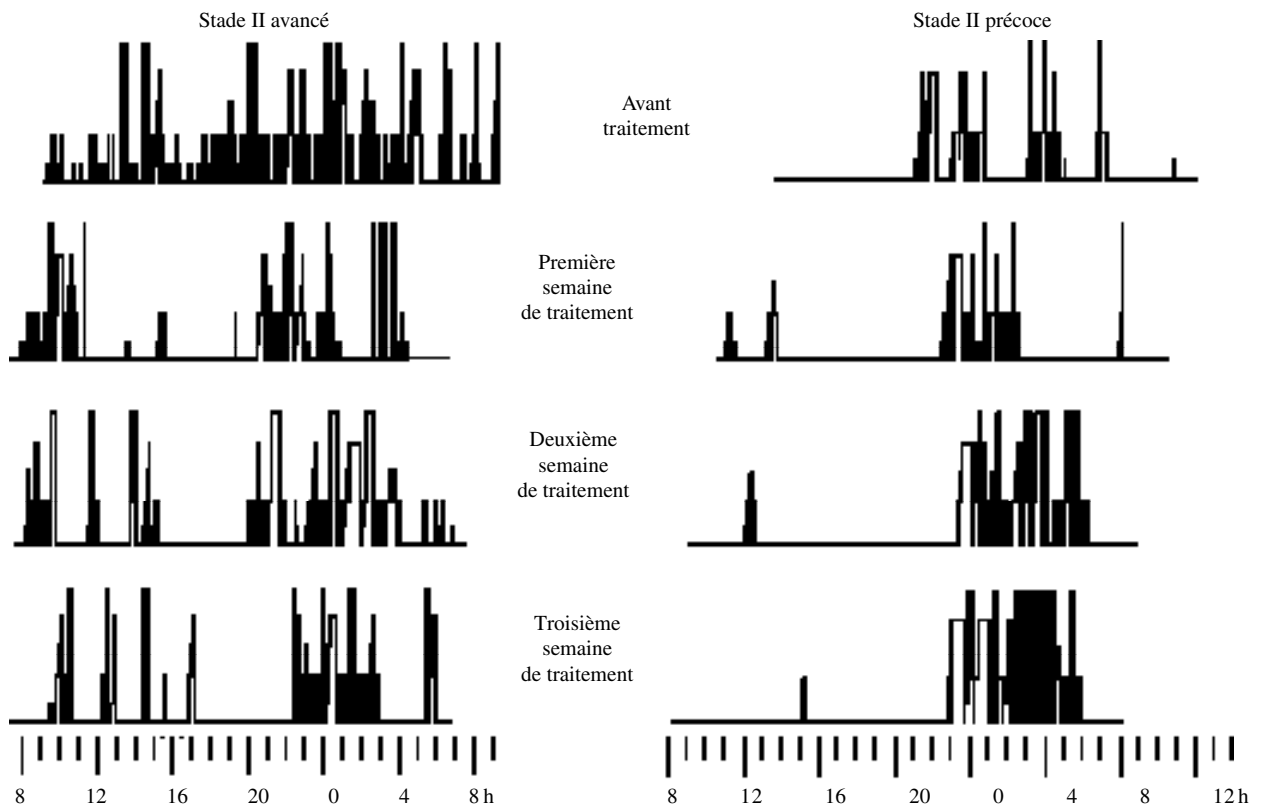 Stade II avancé
Stade II précoce
Avant
traitement
Première
semaine
de traitement
Deuxième
semaine
de traitement
Troisième
semaine
de traitement
8 12 16 20 0 4 8 h
8 12 16 20 0 4 8 12 h